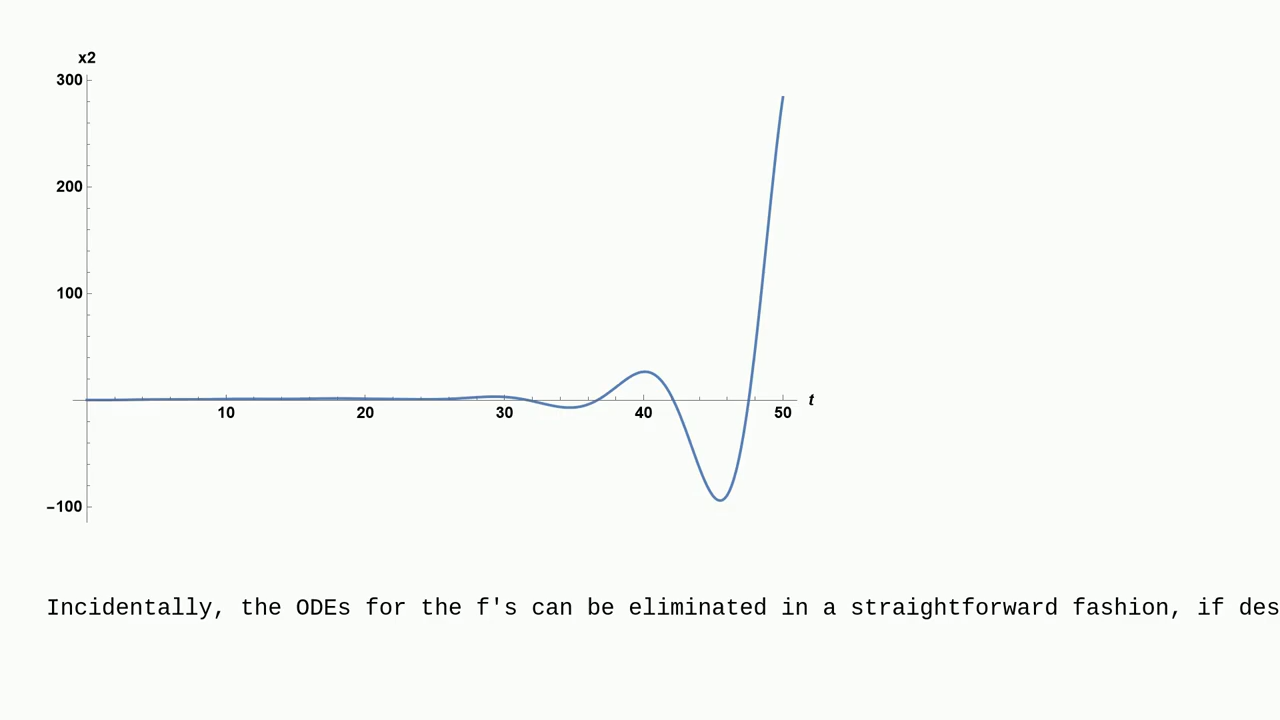 x2
300
200
100
10 20 30 40 50 t
−100
Incidentally, the ODEs for the f's can be eliminated in a straightforward fashion, if des